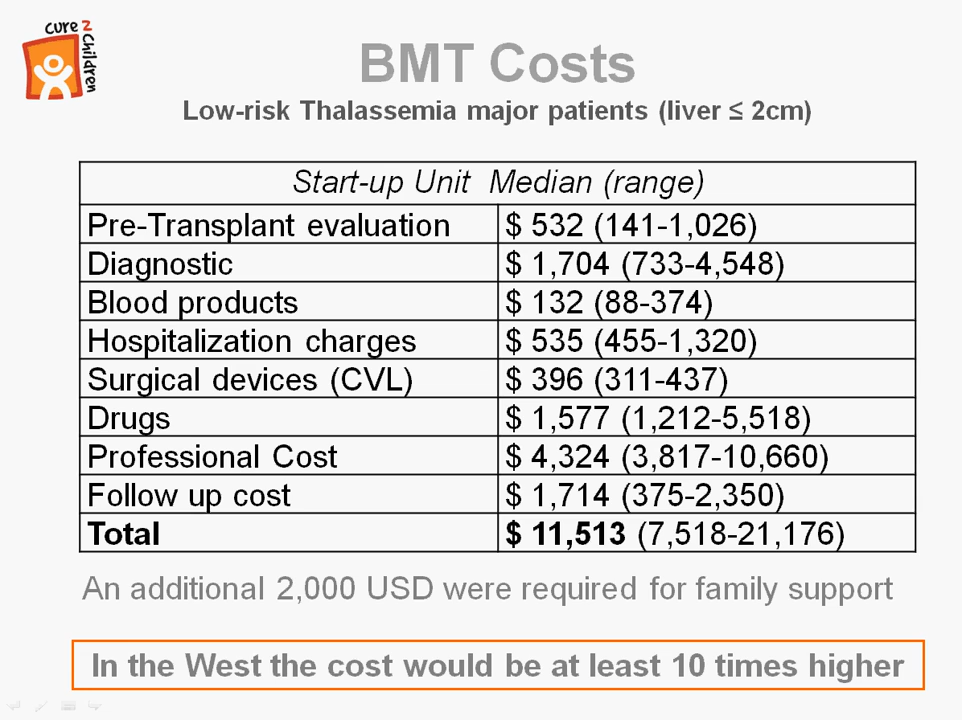 cure 2
children
BMT Costs
Low-risk Thalassemia major patients (liver ≤ 2cm)
Start-up Unit Median (range)
Pre-Transplant evaluation $ 532 (141-1,026)
Diagnostic $ 1,704 (733-4,548)
Blood products $ 132 (88-374)
Hospitalization charges $ 535 (455-1,320)
Surgical devices (CVL) $ 396 (311-437)
Drugs $ 1,577 (1,212-5,518)
Professional Cost $ 4,324 (3,817-10,660)
Follow up cost $ 1,714 (375-2,350)
Total $ 11,513 (7,518-21,176)
An additional 2,000 USD were required for family support
In the West the cost would be at least 10 times higher